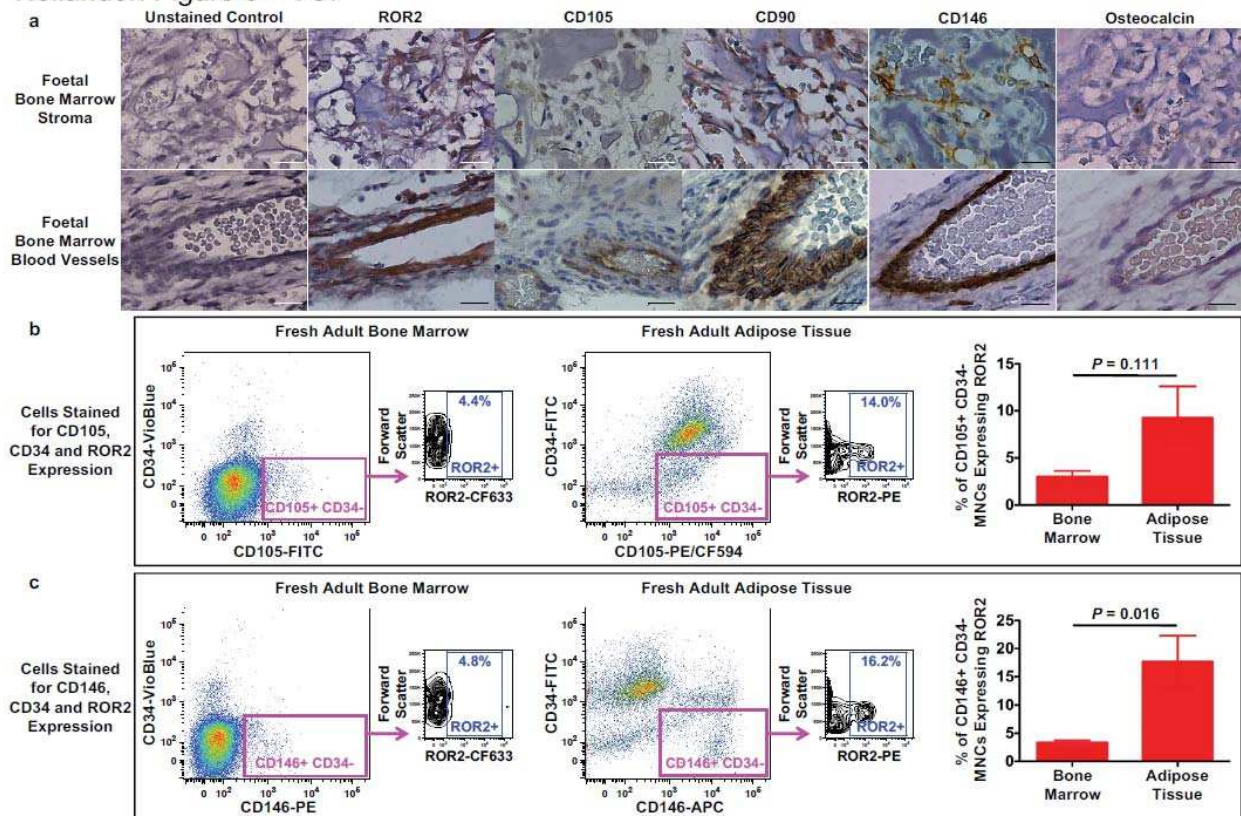 a
Unstained Control
ROR2
CD105
CD90
CD146
Osteocalcin
Foetal
Bone Marrow
Stroma
Foetal
Bone Marrow
Blood Vessels
b
Cells Stained
for CD105,
CD34 and ROR2
Expression
Fresh Adult Bone Marrow
CD34-VioBlue
CD105+ CD34-
CD105-FITC
Forward
Scatter
4.4%
ROR2+
ROR2-CF633
Fresh Adult Adipose Tissue
CD34-FITC
CD105+ CD34-
CD105-PE/CF594
Forward
Scatter
14.0%
ROR2+
ROR2-PE
% of CD105+ CD34-
MNCs Expressing ROR2
15
10
5
0
P = 0.111
Bone
Marrow
Adipose
Tissue
c
Cells Stained
for CD146,
CD34 and ROR2
Expression
Fresh Adult Bone Marrow
CD34-VioBlue
CD146+ CD34-
CD146-PE
Forward
Scatter
4.8%
ROR2+
ROR2-CF633
Fresh Adult Adipose Tissue
CD34-FITC
CD146+ CD34-
CD146-APC
Forward
Scatter
16.2%
ROR2+
ROR2-PE
% of CD146+ CD34-
MNCs Expressing ROR2
25
20
15
10
5
0
P = 0.016
Bone
Marrow
Adipose
Tissue